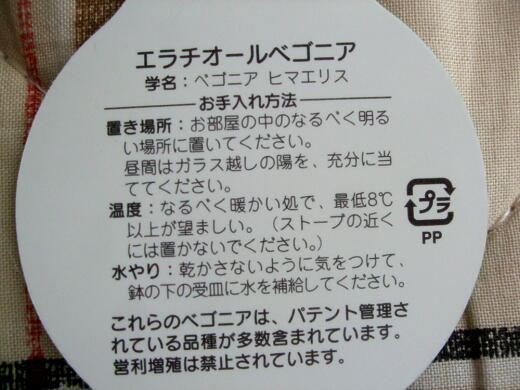 エラチオールベゴニア
学名：ベゴニア ヒマエリス
お手入れ方法
置き場所：お部屋の中のなるべく明る
い場所に置いてください。
昼間はガラス越しの陽を、充分に当
ててください。
温度：なるべく暖かい処で、最低8℃
以上が望ましい。（ストーブの近く
には置かないでください。）
水やり：乾かさないように気をつけて、
鉢の下の受皿に水を補給してください。
これらのベゴニアは、パテント管理さ
れている品種が多数含まれています。
営利増殖は禁止されています。
プラ
PP